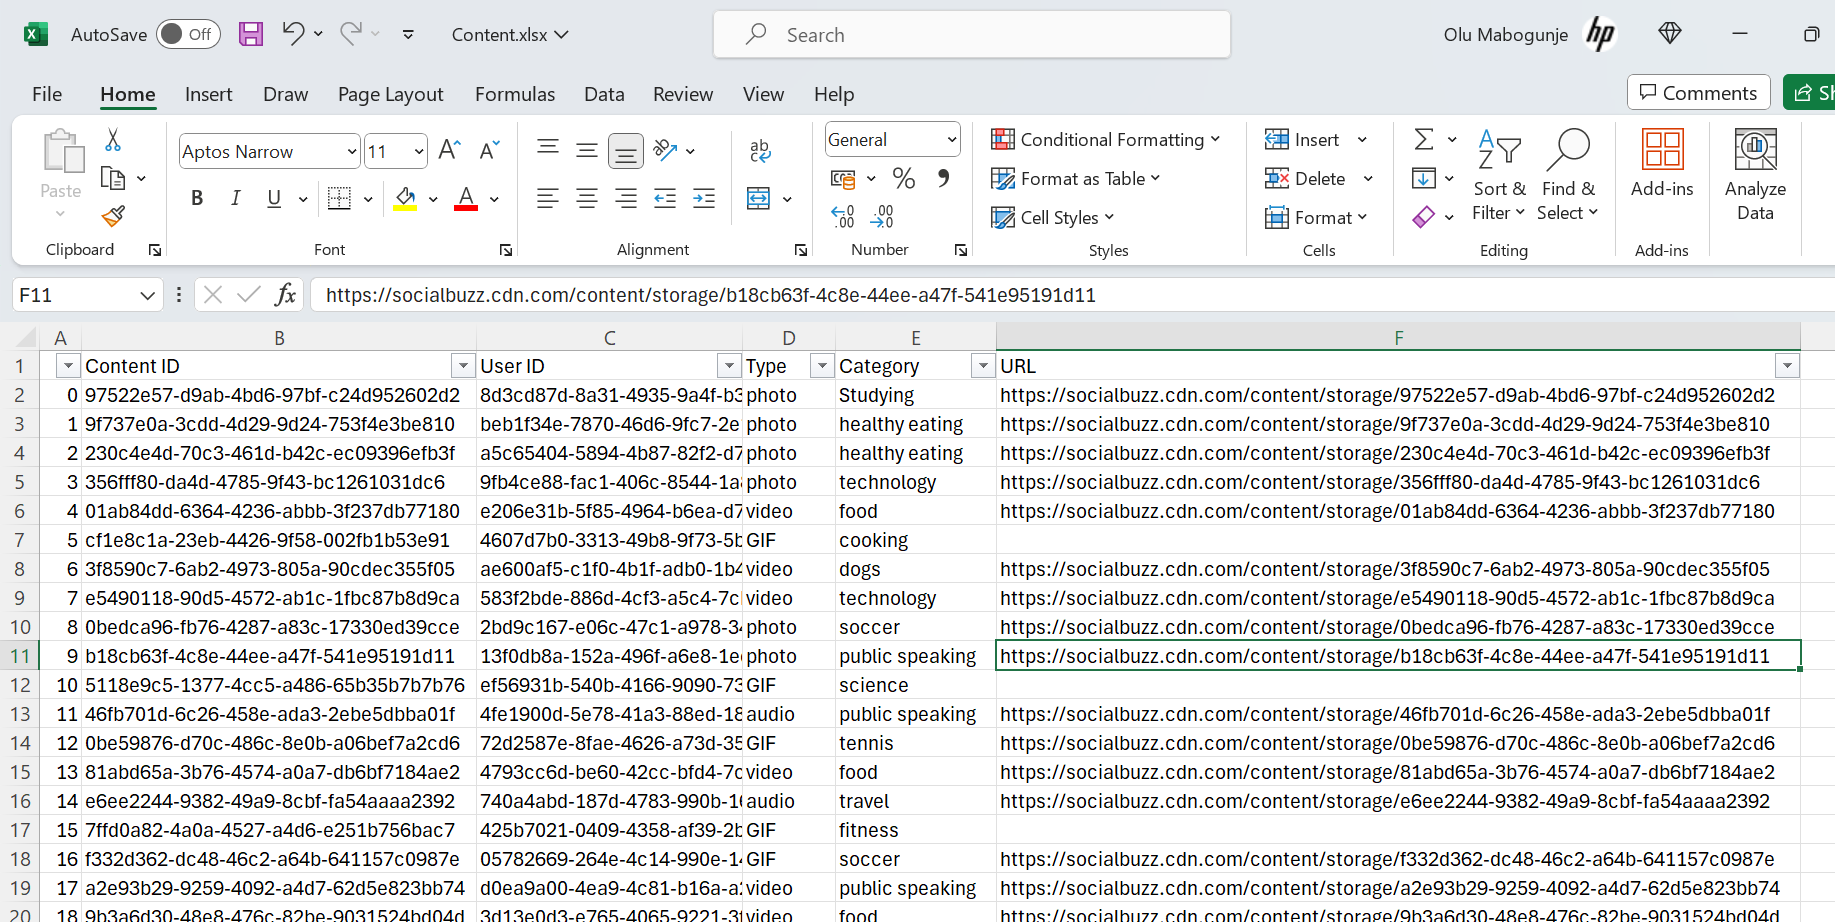 AutoSave Off Content.xlsx Search Olu Mabogunje hp
File Home Insert Draw Page Layout Formulas Data Review View Help Comments
Paste Aptos Narrow 11 General Conditional Formatting Insert Sort & Filter Find & Select Add-ins Analyze Data
B I U ab Format as Table Delete
Cell Styles Format
Clipboard Font Alignment Number Styles Cells Editing Add-ins
F11 fx https://socialbuzz.cdn.com/content/storage/b18cb63f-4c8e-44ee-a47f-541e95191d11
A B C D E F
1 Content ID User ID Type Category URL
2 0 97522e57-d9ab-4bd6-97bf-c24d952602d2 8d3cd87d-8a31-4935-9a4f-b3 photo Studying https://socialbuzz.cdn.com/content/storage/97522e57-d9ab-4bd6-97bf-c24d952602d2
3 1 9f737e0a-3cdd-4d29-9d24-753f4e3be810 beb1f34e-7870-46d6-9fc7-2e photo healthy eating https://socialbuzz.cdn.com/content/storage/9f737e0a-3cdd-4d29-9d24-753f4e3be810
4 2 230c4e4d-70c3-461d-b42c-ec09396efb3f a5c65404-5894-4b87-82f2-d7 photo healthy eating https://socialbuzz.cdn.com/content/storage/230c4e4d-70c3-461d-b42c-ec09396efb3f
5 3 356fff80-da4d-4785-9f43-bc1261031dc6 9fb4ce88-fac1-406c-8544-1a photo technology https://socialbuzz.cdn.com/content/storage/356fff80-da4d-4785-9f43-bc1261031dc6
6 4 01ab84dd-6364-4236-abbb-3f237db77180 e206e31b-5f85-4964-b6ea-d7 video food https://socialbuzz.cdn.com/content/storage/01ab84dd-6364-4236-abbb-3f237db77180
7 5 cf1e8c1a-23eb-4426-9f58-002fb1b53e91 4607d7b0-3313-49b8-9f73-5b GIF cooking
8 6 3f8590c7-6ab2-4973-805a-90cdec355f05 ae600af5-c1f0-4b1f-adb0-1b4 video dogs https://socialbuzz.cdn.com/content/storage/3f8590c7-6ab2-4973-805a-90cdec355f05
9 7 e5490118-90d5-4572-ab1c-1fbc87b8d9ca 583f2bde-886d-4cf3-a5c4-7c video technology https://socialbuzz.cdn.com/content/storage/e5490118-90d5-4572-ab1c-1fbc87b8d9ca
10 8 0bedca96-fb76-4287-a83c-17330ed39cce 2bd9c167-e06c-47c1-a978-34 photo soccer https://socialbuzz.cdn.com/content/storage/0bedca96-fb76-4287-a83c-17330ed39cce
11 9 b18cb63f-4c8e-44ee-a47f-541e95191d11 13f0db8a-152a-496f-a6e8-1e photo public speaking https://socialbuzz.cdn.com/content/storage/b18cb63f-4c8e-44ee-a47f-541e95191d11
12 10 5118e9c5-1377-4cc5-a486-65b35b7b7b76 ef56931b-540b-4166-9090-73 GIF science
13 11 46fb701d-6c26-458e-ada3-2ebe5dbba01f 4fe1900d-5e78-41a3-88ed-18 audio public speaking https://socialbuzz.cdn.com/content/storage/46fb701d-6c26-458e-ada3-2ebe5dbba01f
14 12 0be59876-d70c-486c-8e0b-a06bef7a2cd6 72d2587e-8fae-4626-a73d-35 GIF tennis https://socialbuzz.cdn.com/content/storage/0be59876-d70c-486c-8e0b-a06bef7a2cd6
15 13 81abd65a-3b76-4574-a0a7-db6bf7184ae2 4793cc6d-be60-42cc-bfd4-7c video food https://socialbuzz.cdn.com/content/storage/81abd65a-3b76-4574-a0a7-db6bf7184ae2
16 14 e6ee2244-9382-49a9-8cbf-fa54aaaa2392 740a4abd-187d-4783-990b-1 audio travel https://socialbuzz.cdn.com/content/storage/e6ee2244-9382-49a9-8cbf-fa54aaaa2392
17 15 7ffd0a82-4a0a-4527-a4d6-e251b756bac7 425b7021-0409-4358-af39-2b GIF fitness
18 16 f332d362-dc48-46c2-a64b-641157c0987e 05782669-264e-4c14-990e-14 GIF soccer https://socialbuzz.cdn.com/content/storage/f332d362-dc48-46c2-a64b-641157c0987e
19 17 a2e93b29-9259-4092-a4d7-62d5e823bb74 d0ea9a00-4ea9-4c81-b16a-a video public speaking https://socialbuzz.cdn.com/content/storage/a2e93b29-9259-4092-a4d7-62d5e823bb74
20 18 9b3a6d30-48e8-476c-82be-9031524bd04d 3d13e0d3-e765-4065-9221-3 video food https://socialbuzz.cdn.com/content/storage/9b3a6d30-48e8-476c-82be-9031524bd04d